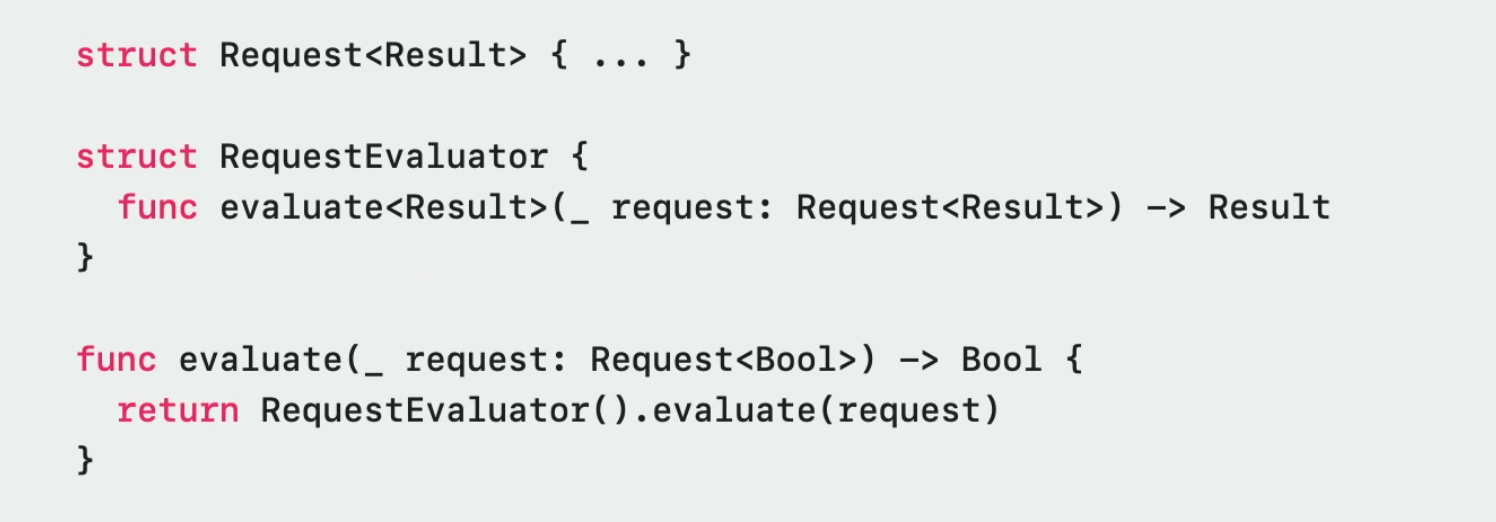 struct Request<Result> { ... }
struct RequestEvaluator {
func evaluate<Result>(_ request: Request<Result>) -> Result
}
func evaluate(_ request: Request<Bool>) -> Bool {
return RequestEvaluator().evaluate(request)
}